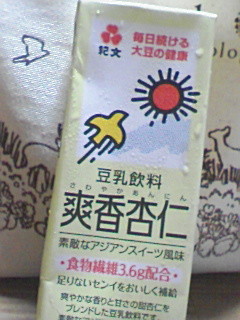 紀文
毎日続ける
大豆の健康
豆乳飲料
さわやかあんにん
爽香杏仁
素敵なアジアンスイーツ風味
・食物繊維3.6g配合・
足りないセンイをおいしく補給
爽やかな香りと甘さの甜杏仁を
ブレンドした豆乳飲料です。
olo